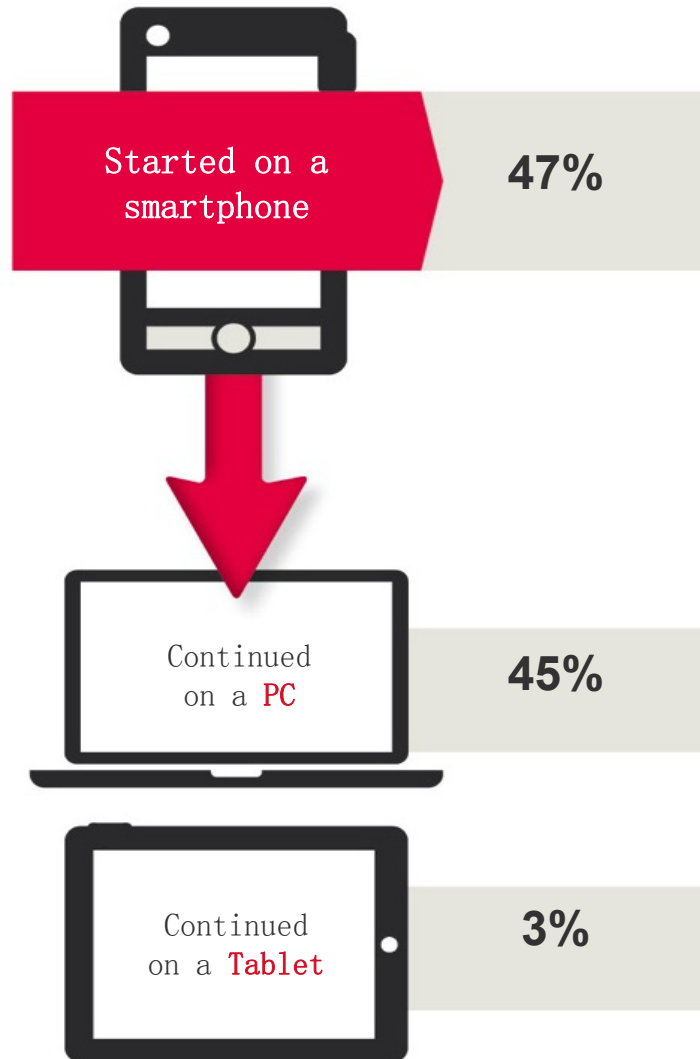 Started on a
smartphone
47%
Continued
on a PC
45%
Continued
on a Tablet
3%